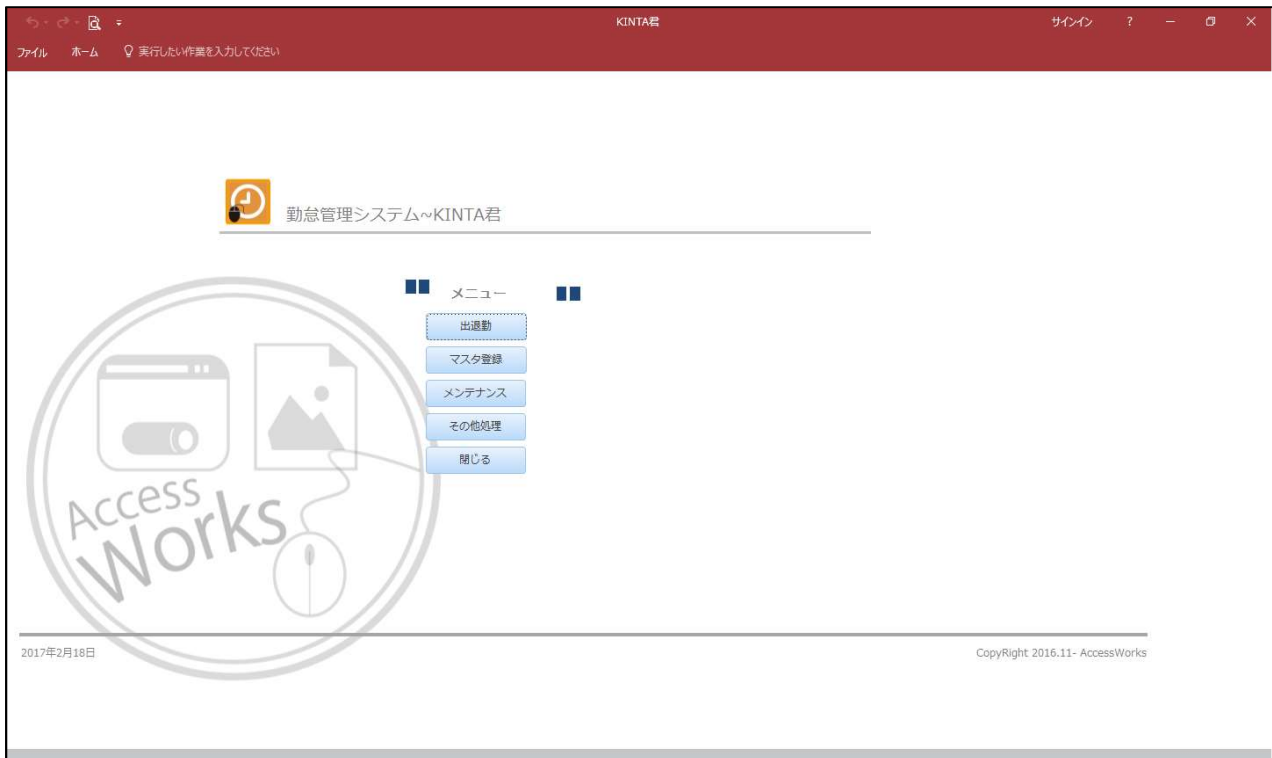 KINTA君
サインイン ?
ファイル ホーム 実行したい作業を入力してください
勤怠管理システム~KINTA君
メニュー
出退勤
マスタ登録
メンテナンス
その他処理
閉じる
Access
Works
2017年2月18日
CopyRight 2016.11- AccessWorks